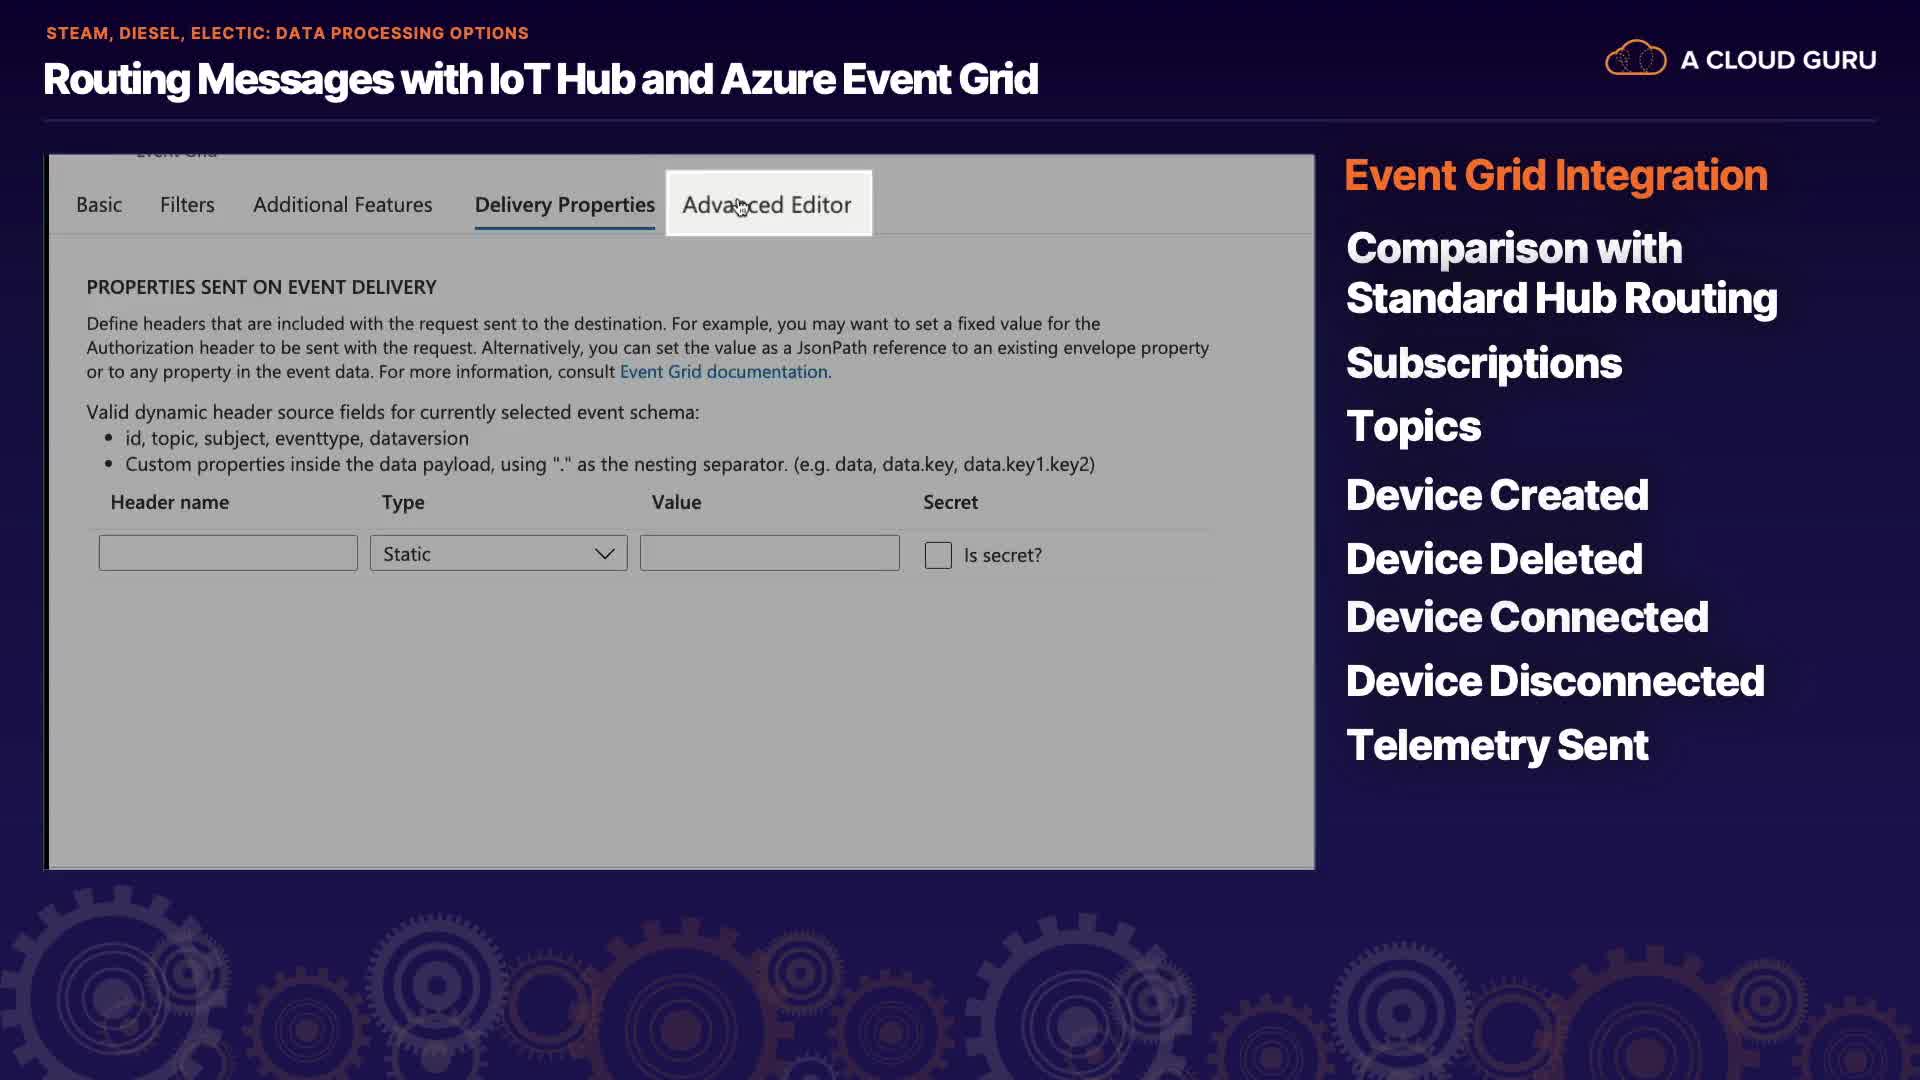 STEAM, DIESEL, ELECTIC: DATA PROCESSING OPTIONS
Routing Messages with IoT Hub and Azure Event Grid
A CLOUD GURU
Event Grid
Basic
Filters
Additional Features
Delivery Properties
Advanced Editor
PROPERTIES SENT ON EVENT DELIVERY
Define headers that are included with the request sent to the destination. For example, you may want to set a fixed value for the
Authorization header to be sent with the request. Alternatively, you can set the value as a JsonPath reference to an existing envelope property
or to any property in the event data. For more information, consult Event Grid documentation.
Valid dynamic header source fields for currently selected event schema:
• id, topic, subject, eventtype, dataversion
• Custom properties inside the data payload, using "." as the nesting separator. (e.g. data, data.key, data.key1.key2)
Header name
Type
Value
Secret
Static
Is secret?
Event Grid Integration
Comparison with
Standard Hub Routing
Subscriptions
Topics
Device Created
Device Deleted
Device Connected
Device Disconnected
Telemetry Sent